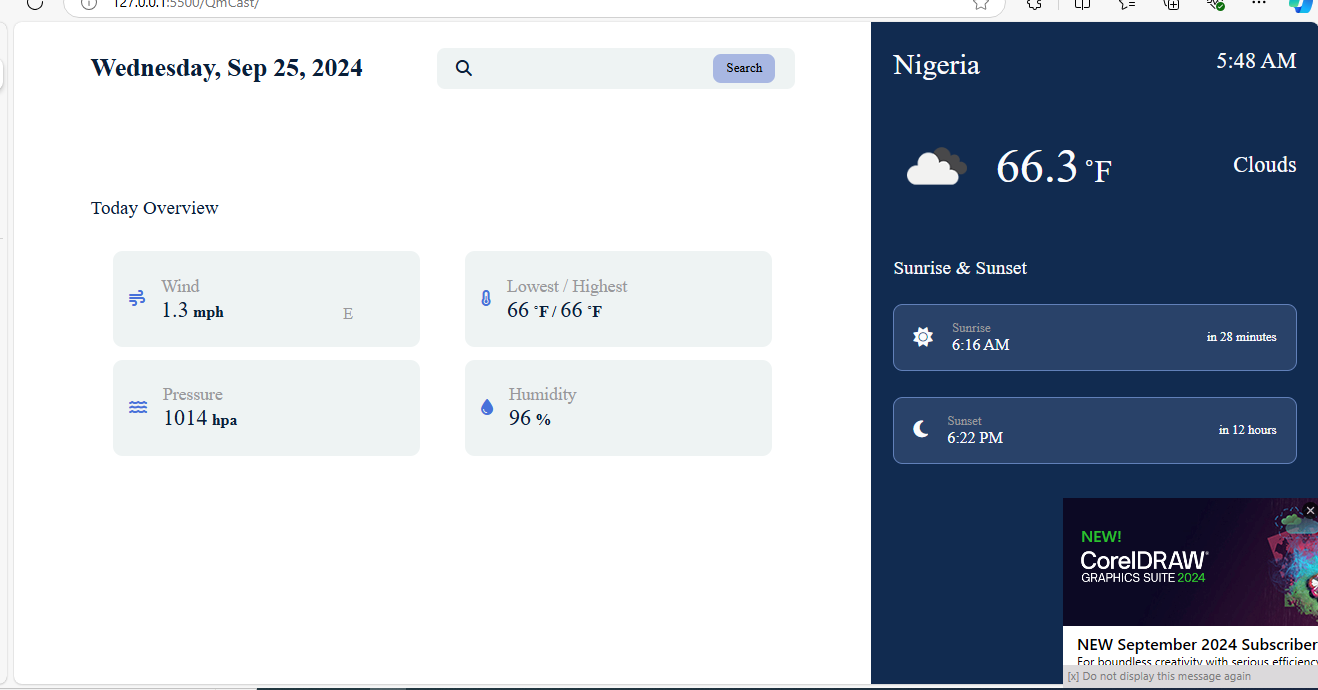 127.0.0.1:5500/QmCast/
Wednesday, Sep 25, 2024
Search
Today Overview
Wind
1.3 mph
E
Lowest / Highest
66 °F / 66 °F
Pressure
1014 hpa
Humidity
96 %
Nigeria
5:48 AM
66.3 °F
Clouds
Sunrise & Sunset
Sunrise
6:16 AM
in 28 minutes
Sunset
6:22 PM
in 12 hours
NEW!
CorelDRAW®
GRAPHICS SUITE 2024
NEW September 2024 Subscriber
For boundless creativity with serious efficiency
[x] Do not display this message again